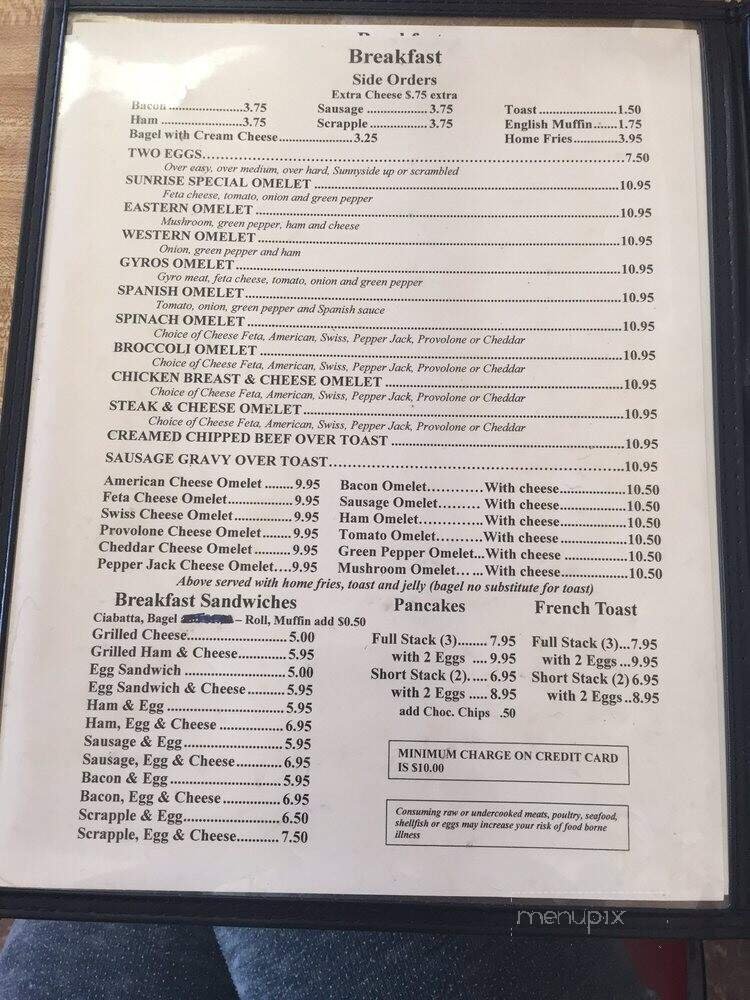 Breakfast
Side Orders
Extra Cheese $.75 extra
Bacon .......................3.75 Sausage ..................3.75 Toast .......................1.50
Ham .........................3.75 Scrapple ..................3.75 English Muffin.......1.75
Bagel with Cream Cheese.......................3.25 Home Fries.............3.95
TWO EGGS.......................7.50
Over easy, over medium, over hard, Sunnyside up or scrambled
SUNRISE SPECIAL OMELET .......................10.95
Feta cheese, tomato, onion and green pepper
EASTERN OMELET .......................10.95
Mushroom, green pepper, ham and cheese
WESTERN OMELET .......................10.95
Onion, green pepper and ham
GYROS OMELET.......................10.95
Gyro meat, feta cheese, tomato, onion and green pepper
SPANISH OMELET.......................10.95
Tomato, onion, green pepper and Spanish sauce
SPINACH OMELET .......................10.95
Choice of Cheese Feta, American, Swiss, Pepper Jack, Provolone or Cheddar
BROCCOLI OMELET .......................10.95
Choice of Cheese Feta, American, Swiss, Pepper Jack, Provolone or Cheddar
CHICKEN BREAST & CHEESE OMELET .......................10.95
Choice of Cheese Feta, American, Swiss, Pepper Jack, Provolone or Cheddar
STEAK & CHEESE OMELET.......................10.95
Choice of Cheese Feta, American, Swiss, Pepper Jack, Provolone or Cheddar
CREAMED CHIPPED BEEF OVER TOAST .......................10.95
SAUSAGE GRAVY OVER TOAST.......................10.95
American Cheese Omelet ........9.95 Bacon Omelet...........With cheese.................10.50
Feta Cheese Omelet..................9.95 Sausage Omelet.........With cheese.................10.50
Swiss Cheese Omelet................9.95 Ham Omelet..............With cheese.................10.50
Provolone Cheese Omelet........9.95 Tomato Omelet..........With cheese .................10.50
Cheddar Cheese Omelet ..........9.95 Green Pepper Omelet...With cheese .................10.50
Pepper Jack Cheese Omelet....9.95 Mushroom Omelet......With cheese.................10.50
Above served with home fries, toast and jelly (bagel no substitute for toast)
Breakfast Sandwiches
Ciabatta, Bagel – Roll, Muffin add $0.50
Grilled Cheese.........................5.00
Grilled Ham & Cheese............5.95
Egg Sandwich .........................5.00
Egg Sandwich & Cheese.........5.95
Ham & Egg .............................5.95
Ham, Egg & Cheese ................6.95
Sausage & Egg.........................5.95
Sausage, Egg & Cheese............6.95
Bacon & Egg............................5.95
Bacon, Egg & Cheese..............6.95
Scrapple & Egg........................6.50
Scrapple, Egg & Cheese...........7.50
Pancakes
Full Stack (3)........ 7.95
with 2 Eggs .... 9.95
Short Stack (2)...... 6.95
with 2 Eggs ..... 8.95
add Choc. Chips .50
French Toast
Full Stack (3)...7.95
with 2 Eggs ...9.95
Short Stack (2) 6.95
with 2 Eggs..8.95
MINIMUM CHARGE ON CREDIT CARD
IS $10.00
Consuming raw or undercooked meats, poultry, seafood,
shellfish or eggs may increase your risk of food borne
illness
menupix